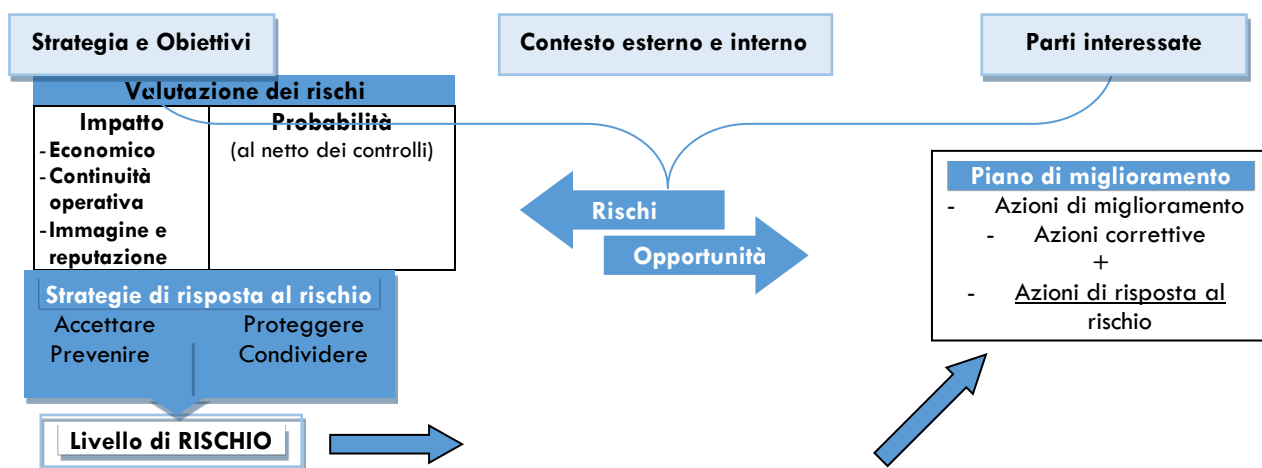 Strategia e Obiettivi
Contesto esterno e interno
Parti interessate
Valutazione dei rischi
Impatto
- Economico
- Continuità
operativa
- Immagine e
reputazione
Probabilità
(al netto dei controlli)
Rischi
Opportunità
Piano di miglioramento
- Azioni di miglioramento
- Azioni correttive
+
- Azioni di risposta al
rischio
Strategie di risposta al rischio
Accettare Proteggere
Prevenire Condividere
Livello di RISCHIO